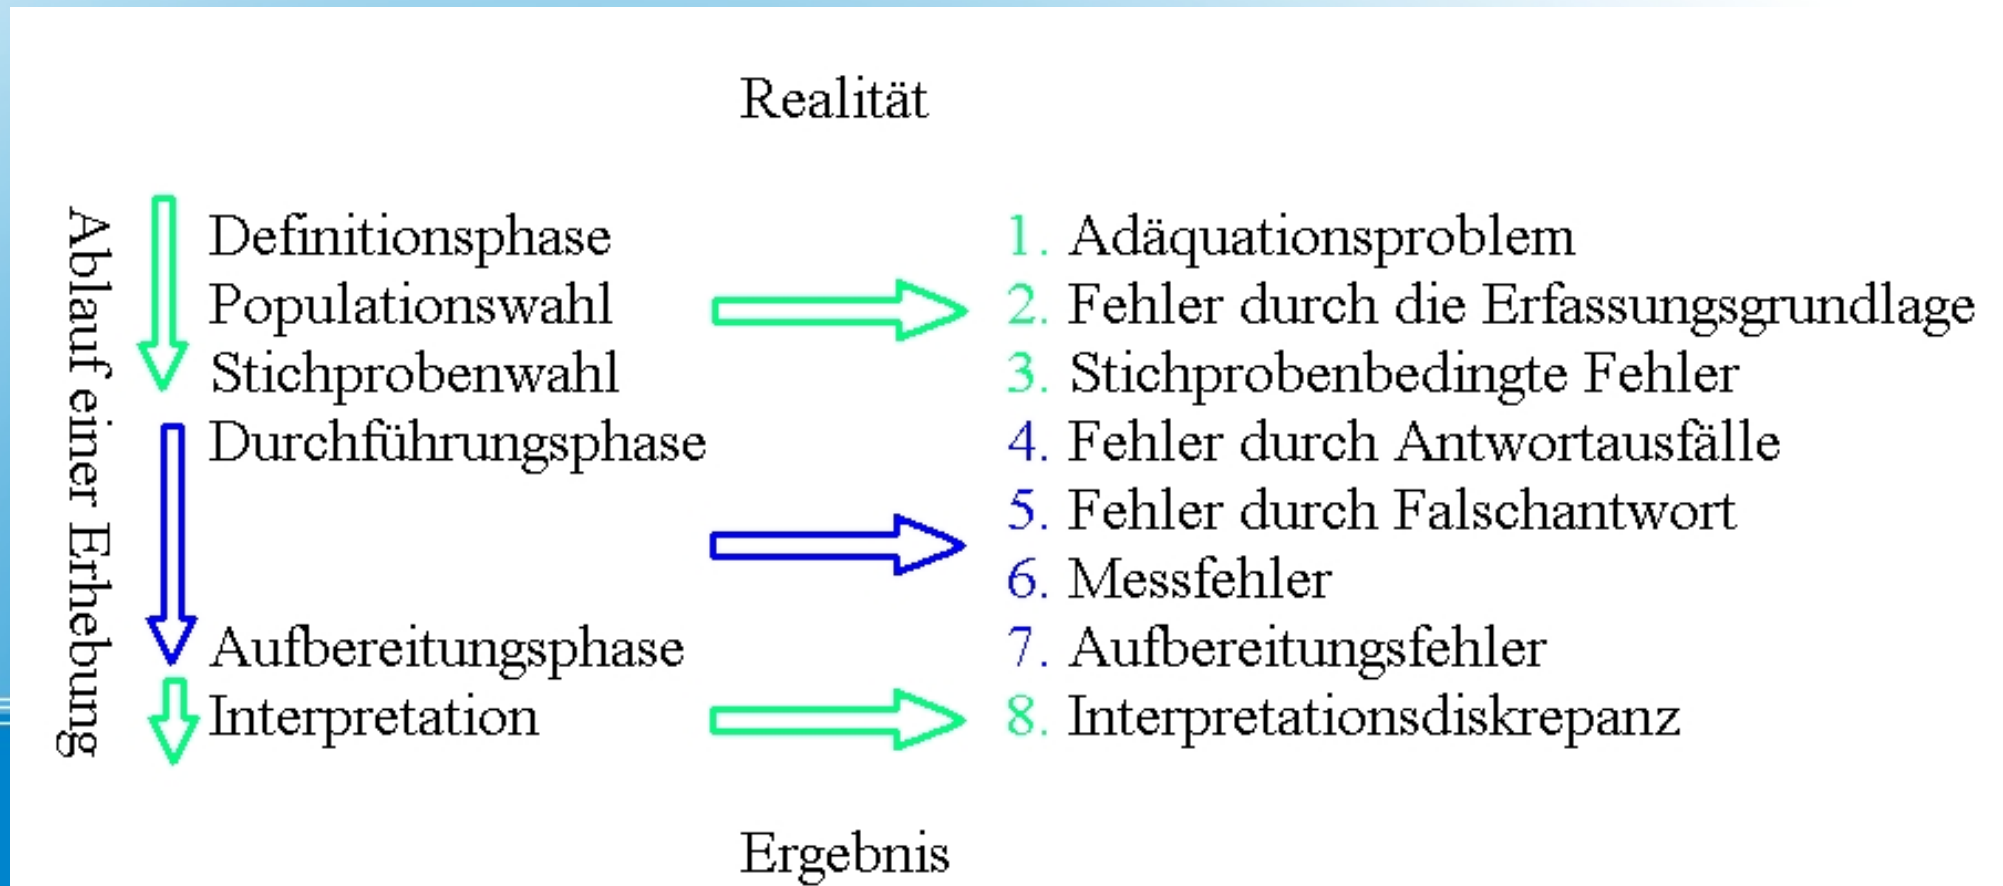 Realität
Ablauf einer Erhebung
Definitionsphase
Populationswahl
Stichprobenwahl
Durchführungsphase
Aufbereitungsphase
Interpretation
1. Adäquationsproblem
2. Fehler durch die Erfassungsgrundlage
3. Stichprobenbedingte Fehler
4. Fehler durch Antwortausfälle
5. Fehler durch Falschantwort
6. Messfehler
7. Aufbereitungsfehler
8. Interpretationsdiskrepanz
Ergebnis